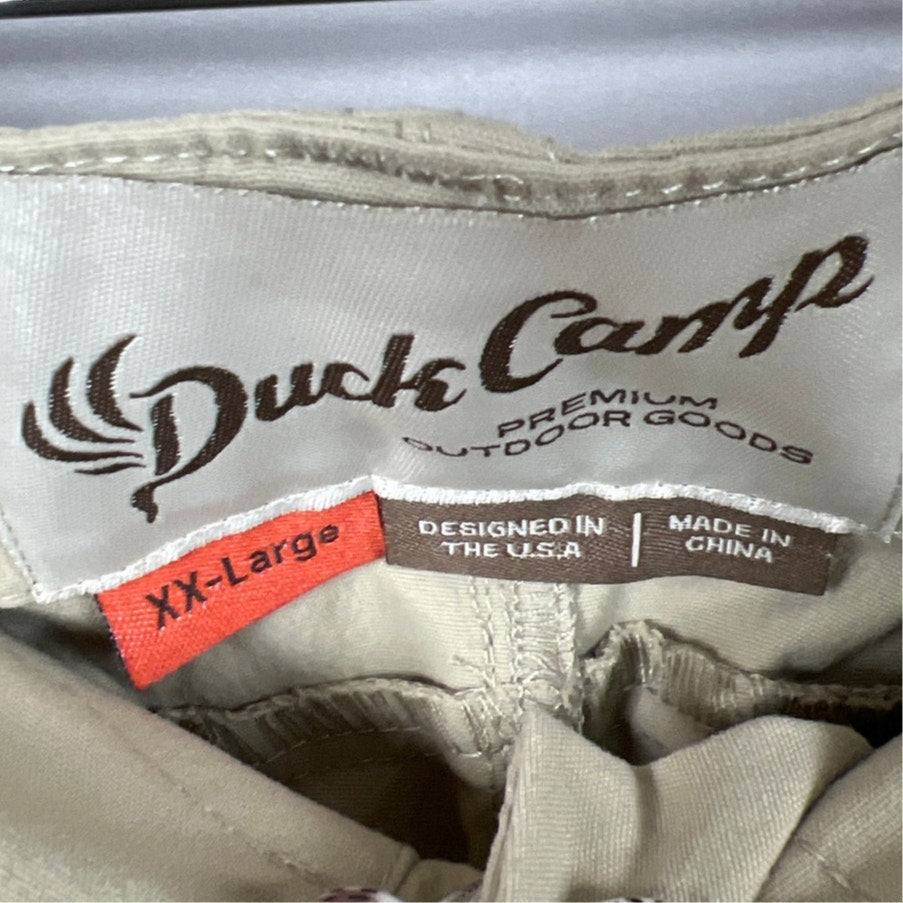 Duck Camp
PREMIUM
OUTDOOR GOODS
XX-Large
DESIGNED IN
THE U.S.A
MADE IN
CHINA